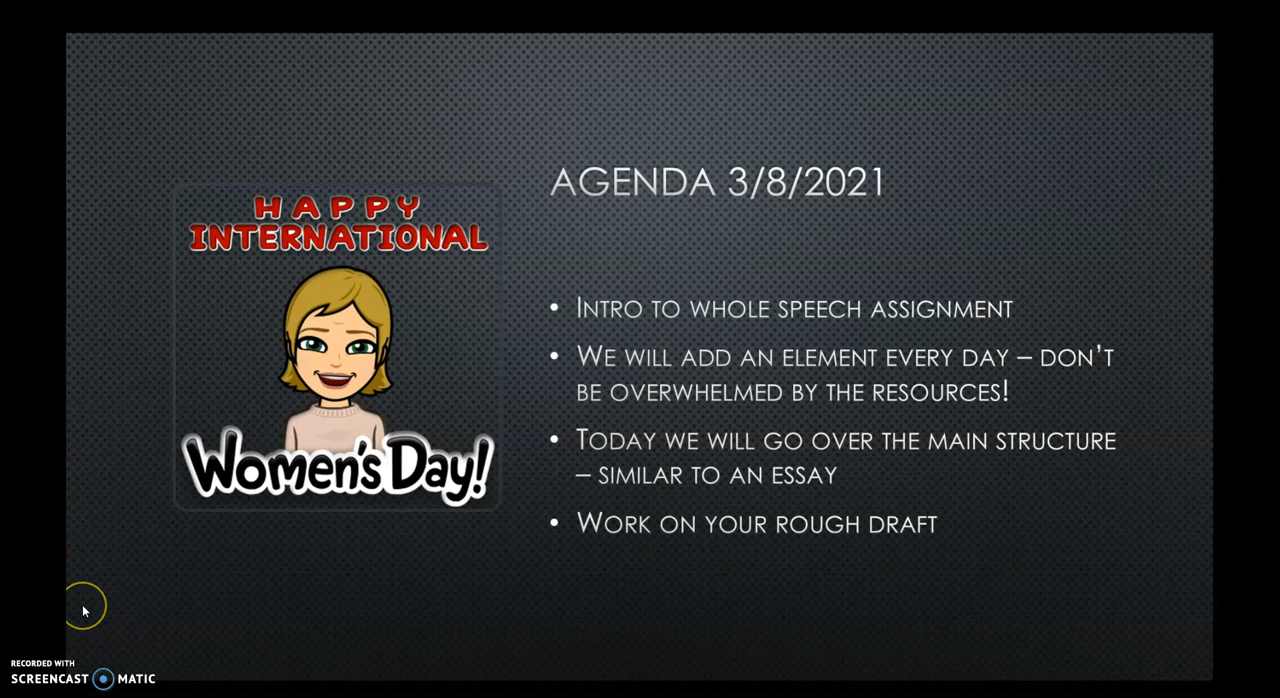 HAPPY
INTERNATIONAL
Women's Day!
AGENDA 3/8/2021
• INTRO TO WHOLE SPEECH ASSIGNMENT
• WE WILL ADD AN ELEMENT EVERY DAY – DON'T
BE OVERWHELMED BY THE RESOURCES!
• TODAY WE WILL GO OVER THE MAIN STRUCTURE
– SIMILAR TO AN ESSAY
• WORK ON YOUR ROUGH DRAFT
RECORDED WITH
SCREENCAST MATIC